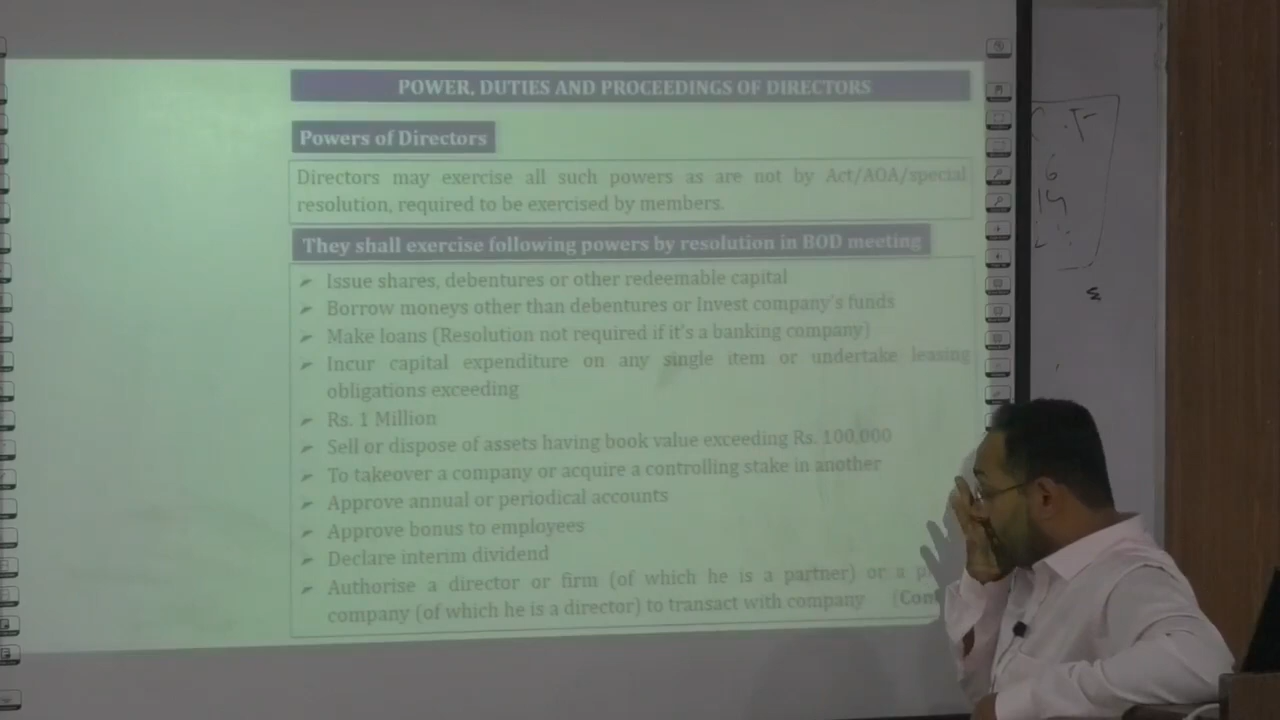 POWER, DUTIES AND PROCEEDINGS OF DIRECTORS
Powers of Directors
Directors may exercise all such powers as are not by Act/AOA/special
resolution, required to be exercised by members.
They shall exercise following powers by resolution in BOD meeting
Issue shares, debentures or other redeemable capital
Borrow moneys other than debentures or Invest company's funds
Make loans (Resolution not required if it's a banking company)
Incur capital expenditure on any single item or undertake leasing
obligations exceeding
Rs. 1 Million
Sell or dispose of assets having book value exceeding Rs. 100,000
To takeover a company or acquire a controlling stake in another
Approve annual or periodical accounts
Approve bonus to employees
Declare interim dividend
Authorise a director or firm (of which he is a partner) or a
company (of which he is a director) to transact with company
6